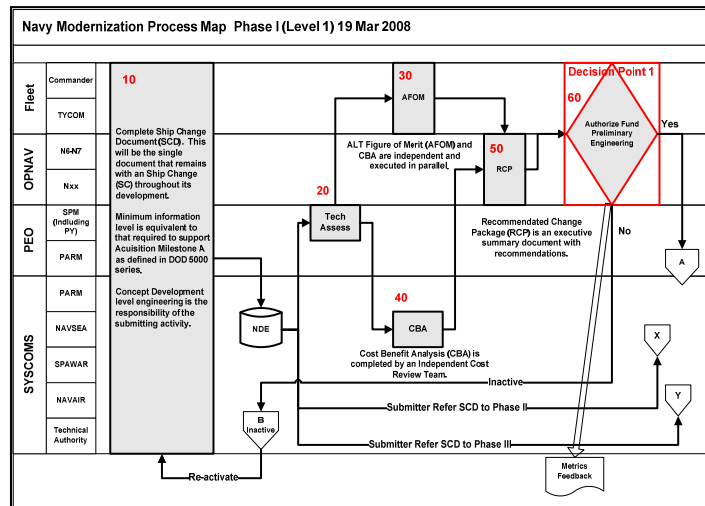 Navy Modernization Process Map Phase I (Level 1) 19 Mar 2008
Fleet
Commander
TYCOM
OPNAV
N6-N7
Nxx
PEO
SPM
(Indluding
PY)
PARM
SYSCOMS
PARM
NAVSEA
SPAWAR
NAVAIR
Technical
Authority
10
Complete Ship Change
Document (SCD). This
will be the single
document that remains
with an Ship Change
(SC) throughout its
development.
Minimum information
level is equivalent to
that required to support
Acuisition Milestone A
as defined in DOD 5000
series.
Concept Development
level engineering is the
responsibility of the
submitting activity.
NDE
B
Inactive
Re-activate
20
Tech
Assess
30
AFOM
ALT Figure of Merit (AFOM) and
CBA are independent and
executed in parallel.
40
CBA
Cost Benefit Analysis (CBA) is
completed by an Independent Cost
Review Team.
50
RCP
Recommended Change
Package (RCP) is an executive
summary document with
recommendations.
Decision Point 1
60
Authorize Fund
Preliminary
Engineering
Yes
No
A
X
Y
Inactive
Submitter Refer SCD to Phase II
Submitter Refer SCD to Phase III
Metrics
Feedback